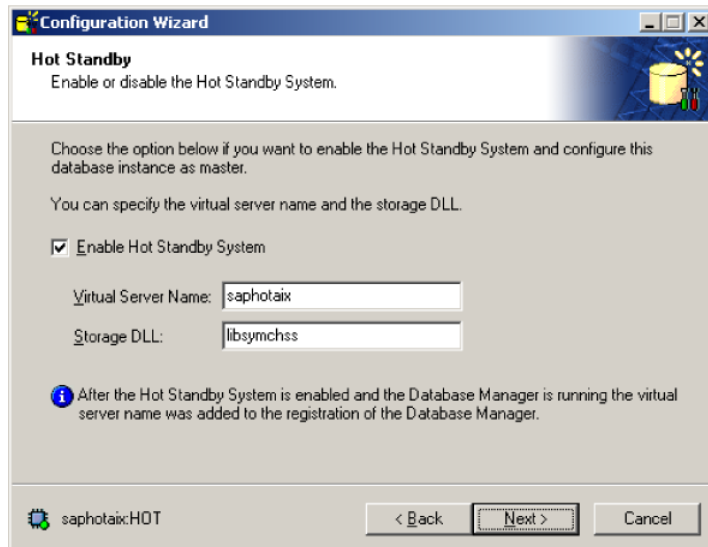 Configuration Wizard
Hot Standby
Enable or disable the Hot Standby System.
Choose the option below if you want to enable the Hot Standby System and configure this
database instance as master.
You can specify the virtual server name and the storage DLL.
Enable Hot Standby System
Virtual Server Name: saphotaix
Storage DLL: libsymchss
After the Hot Standby System is enabled and the Database Manager is running the virtual
server name was added to the registration of the Database Manager.
saphotaix:HOT < Back Next > Cancel